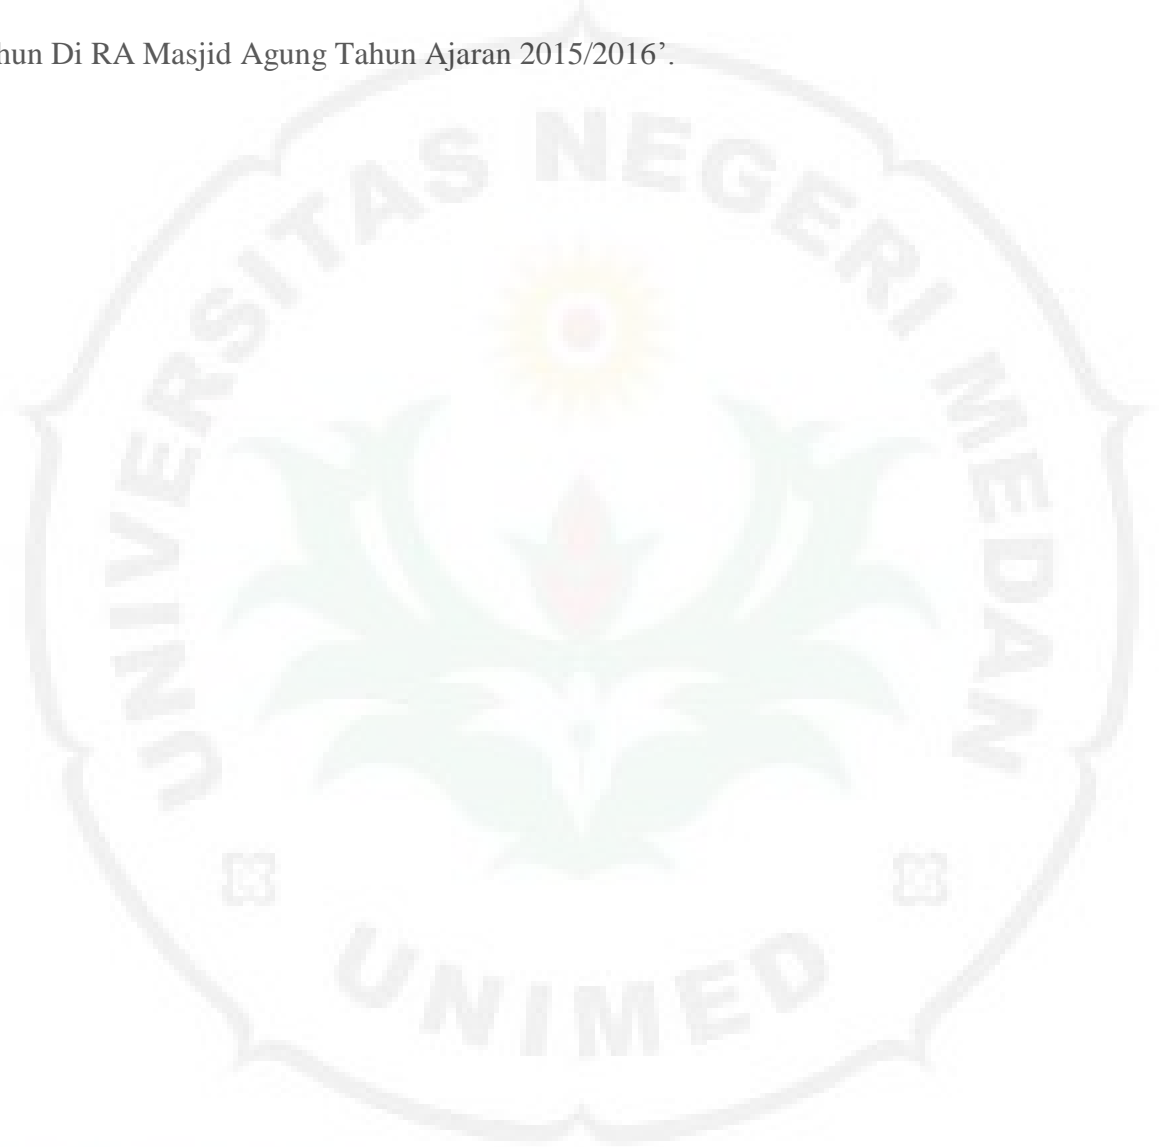 hun Di RA Masjid Agung Tahun Ajaran 2015/2016’.
UNIVERSITAS NEGERI MEDAN
UNIMED